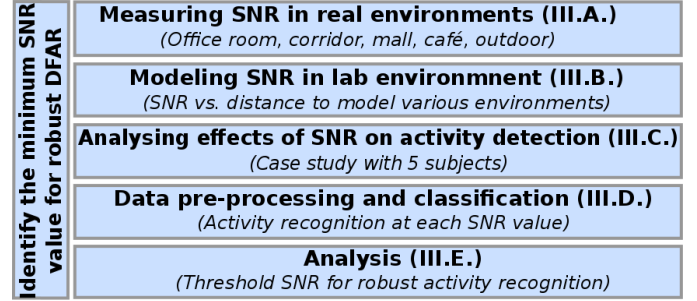 Identify the minimum SNR
value for robust DFAR
Measuring SNR in real environments (III.A.)
(Office room, corridor, mall, café, outdoor)
Modeling SNR in lab environmnent (III.B.)
(SNR vs. distance to model various environments)
Analysing effects of SNR on activity detection (III.C.)
(Case study with 5 subjects)
Data pre-processing and classification (III.D.)
(Activity recognition at each SNR value)
Analysis (III.E.)
(Threshold SNR for robust activity recognition)